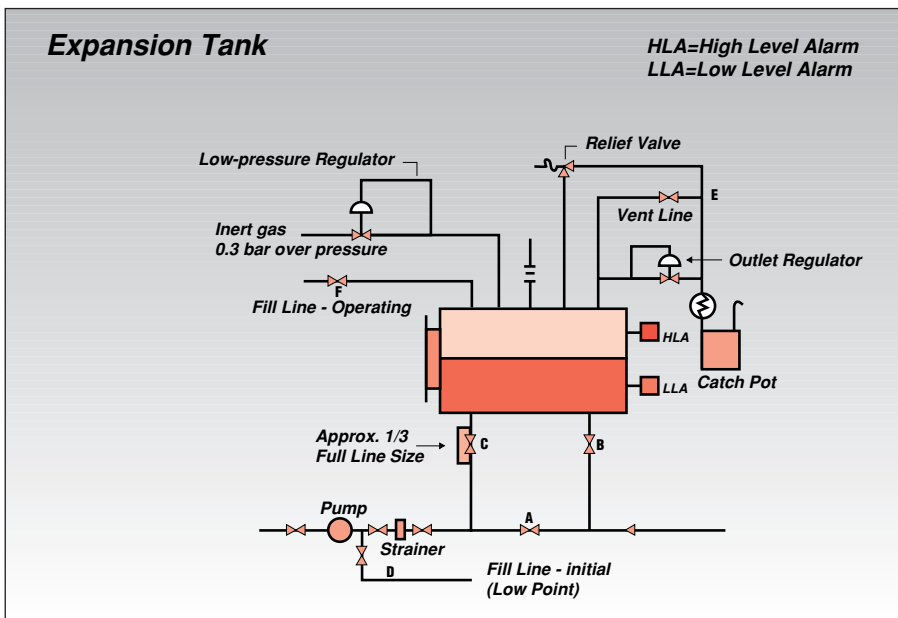 Expansion Tank
HLA=High Level Alarm
LLA=Low Level Alarm
Relief Valve
Low-pressure Regulator
E
Vent Line
Inert gas
0.3 bar over pressure
Outlet Regulator
F
Fill Line - Operating
HLA
LLA
Catch Pot
Approx. 1/3
Full Line Size
C
B
Pump
A
Strainer
D
Fill Line - initial
(Low Point)